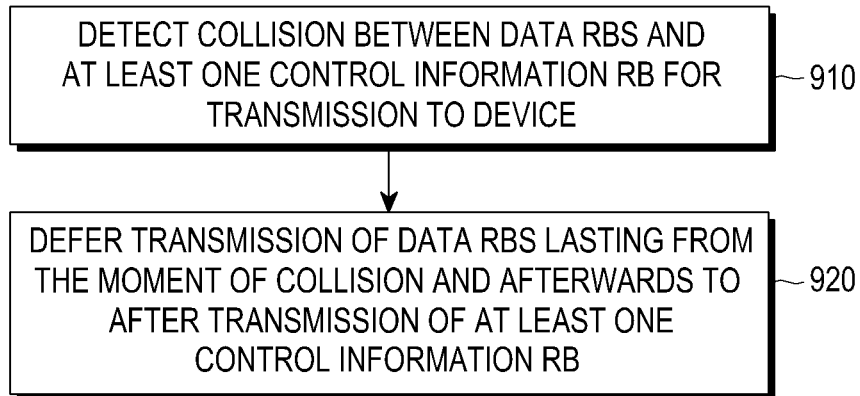 DETECT COLLISION BETWEEN DATA RBS AND
AT LEAST ONE CONTROL INFORMATION RB FOR
TRANSMISSION TO DEVICE
910
DEFER TRANSMISSION OF DATA RBS LASTING FROM
THE MOMENT OF COLLISION AND AFTERWARDS TO
AFTER TRANSMISSION OF AT LEAST ONE
CONTROL INFORMATION RB
920